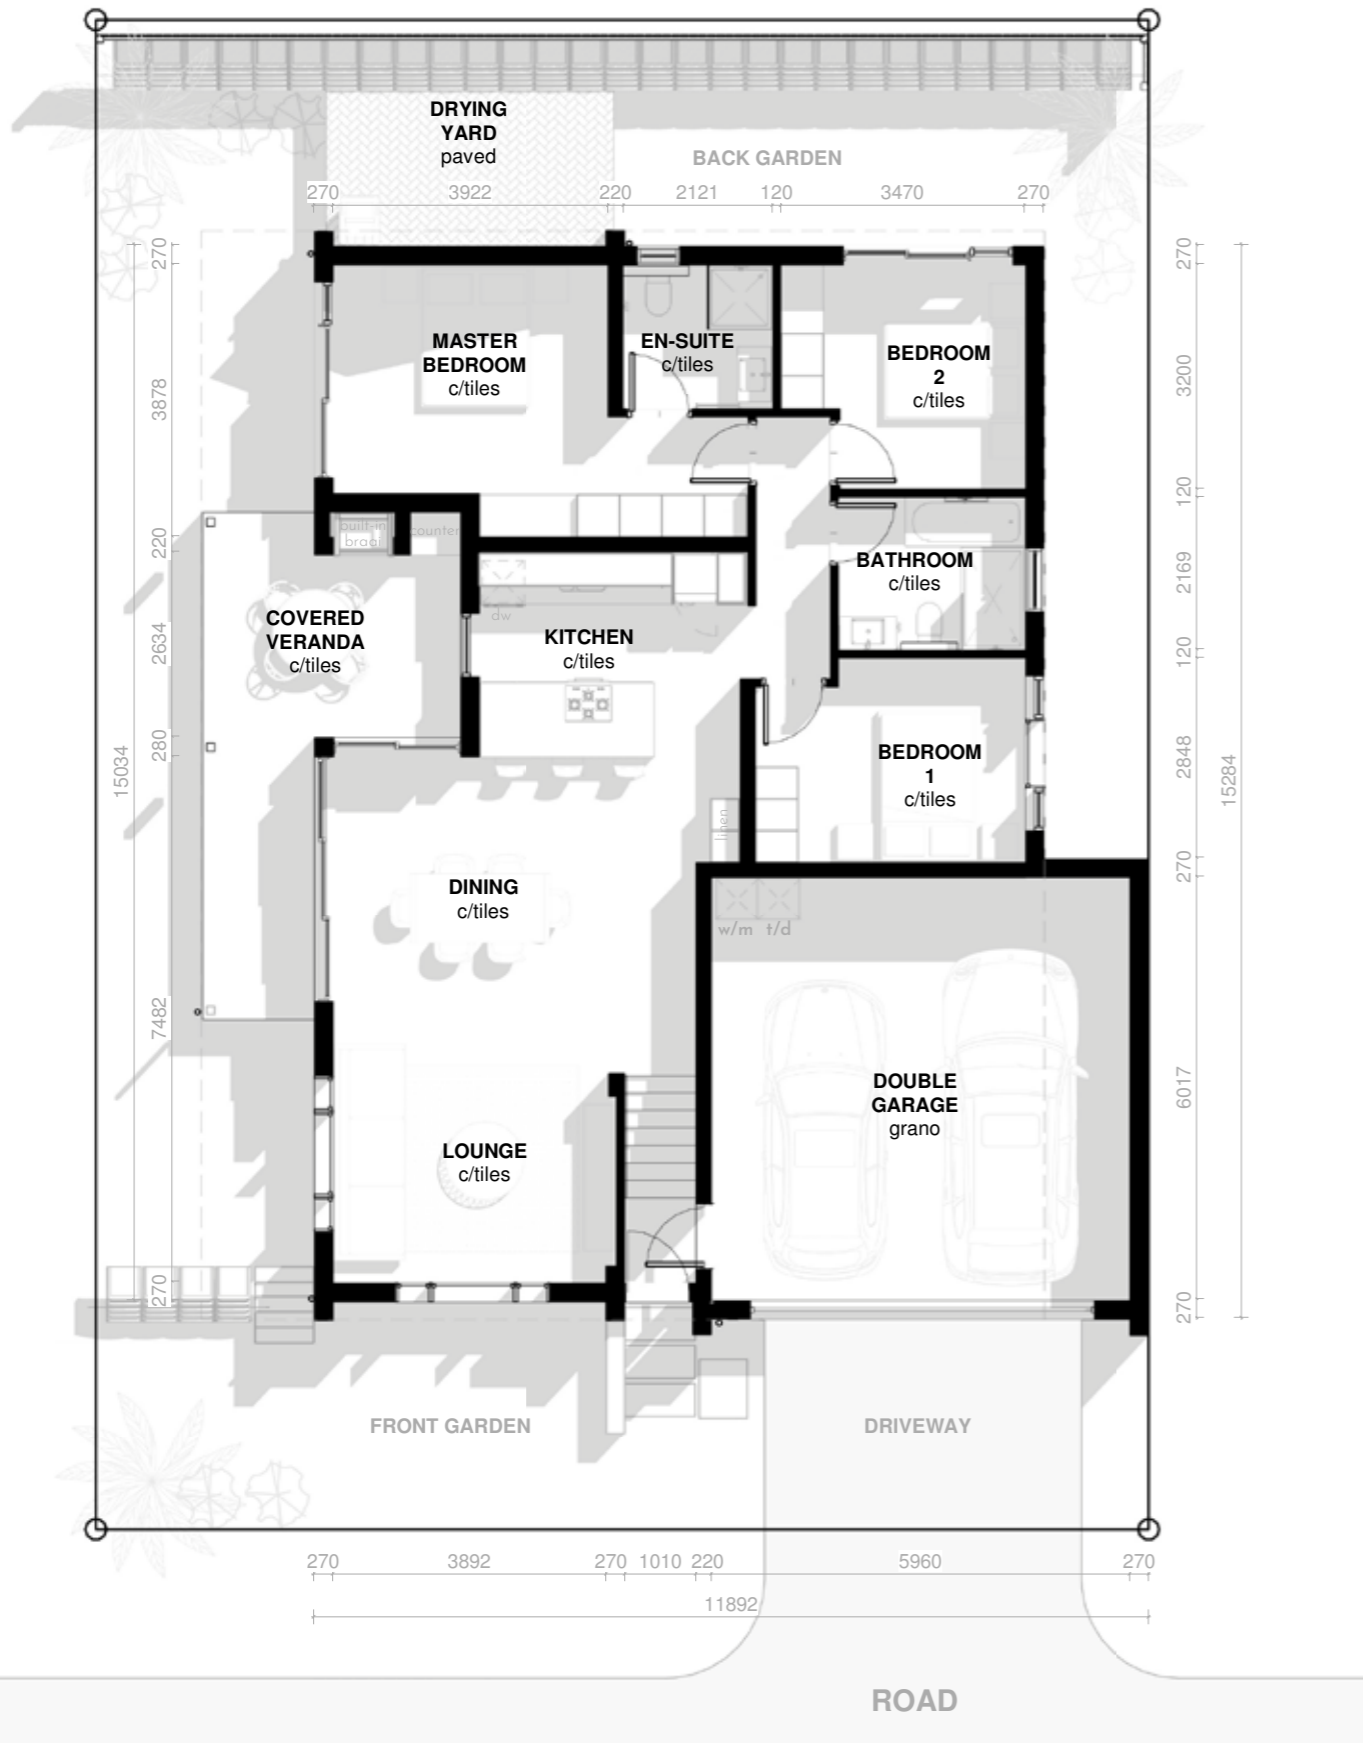 DRYING
YARD
paved
BACK GARDEN
270 3922 220 2121 120 3470 270
270
3878
220
2634
280
7482
270
15034
270
3200
120
2169
120
2848
270
6017
270
15284
MASTER
BEDROOM
c/tiles
EN-SUITE
c/tiles
BEDROOM
2
c/tiles
built-in
braai
counter
BATHROOM
c/tiles
COVERED
VERANDA
c/tiles
dw
KITCHEN
c/tiles
BEDROOM
1
c/tiles
linen
DINING
c/tiles
w/m t/d
DOUBLE
GARAGE
grano
LOUNGE
c/tiles
FRONT GARDEN
DRIVEWAY
270 3892 270 1010 220 5960 270
11892
ROAD